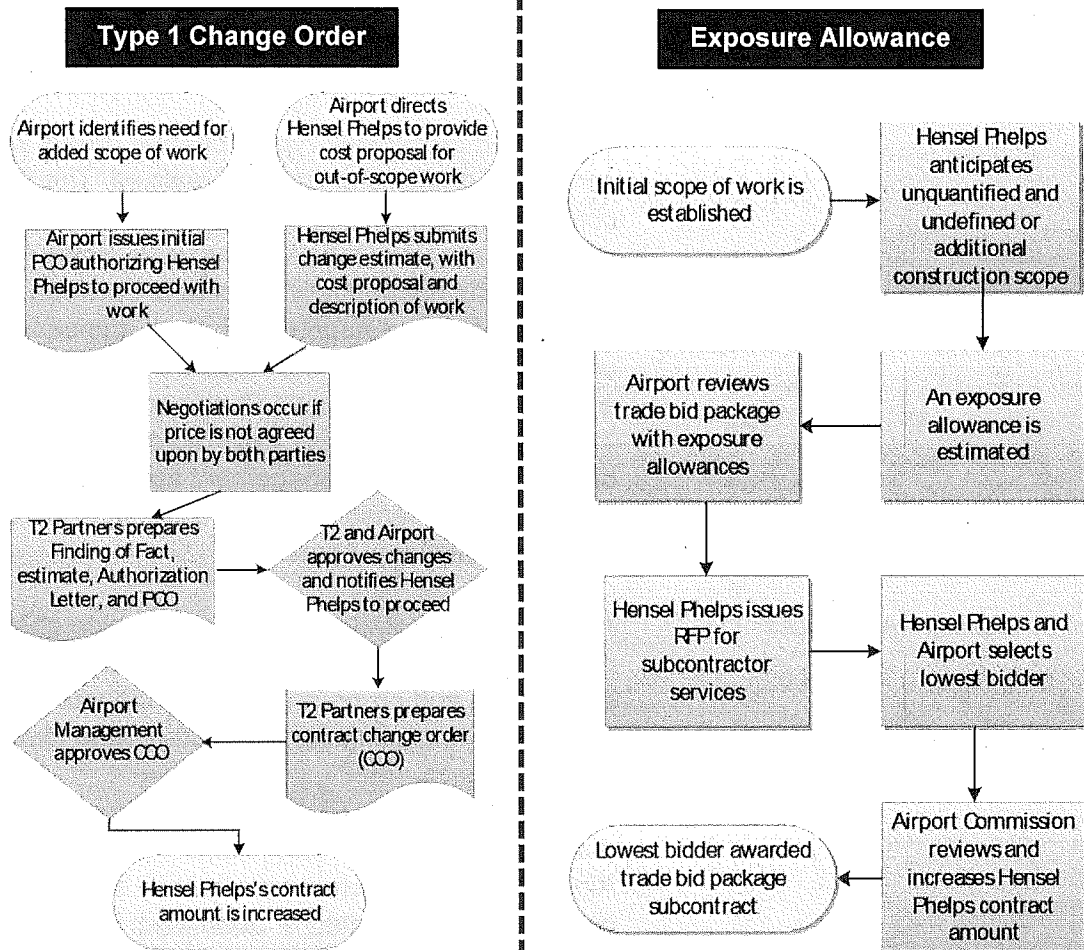 Type 1 Change Order
Airport identifies need for
added scope of work
Airport directs
Hensel Phelps to provide
cost proposal for
out-of-scope work
Airport issues initial
PCO authorizing Hensel
Phelps to proceed with
work
Hensel Phelps submits
change estimate, with
cost proposal and
description of work
Negotiations occur if
price is not agreed
upon by both parties
T2 Partners prepares
Finding of Fact,
estimate, Authorization
Letter, and PCO
T2 and Airport
approves changes
and notifies Hensel
Phelps to proceed
T2 Partners prepares
contract change order
(CCO)
Airport
Management
approves CCO
Hensel Phelps's contract
amount is increased
Exposure Allowance
Initial scope of work is
established
Hensel Phelps
anticipates
unquantified and
undefined or
additional
construction scope
An exposure
allowance is
estimated
Airport reviews
trade bid package
with exposure
allowances
Hensel Phelps issues
RFP for
subcontractor
services
Hensel Phelps and
Airport selects
lowest bidder
Airport Commission
reviews and
increases Hensel
Phelps contract
amount
Lowest bidder awarded
trade bid package
subcontract